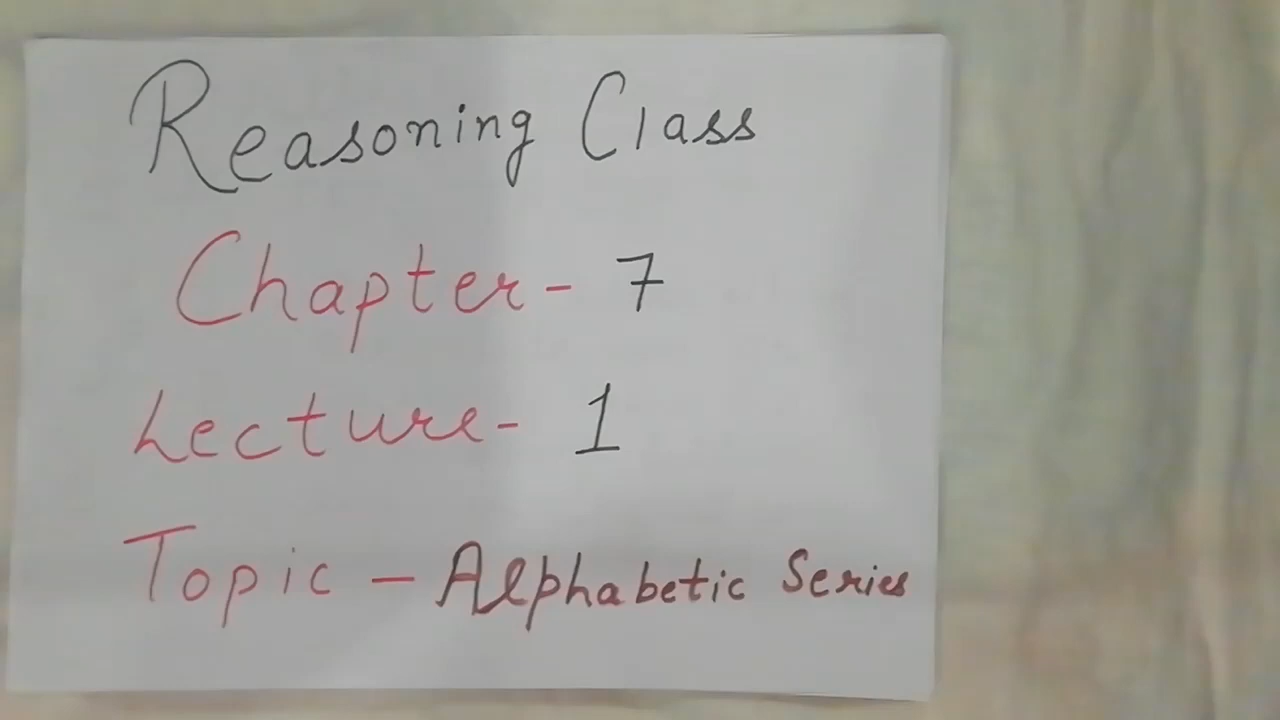 Reasoning Class
Chapter- 7
Lecture- 1
Topic - Alphabetic Series